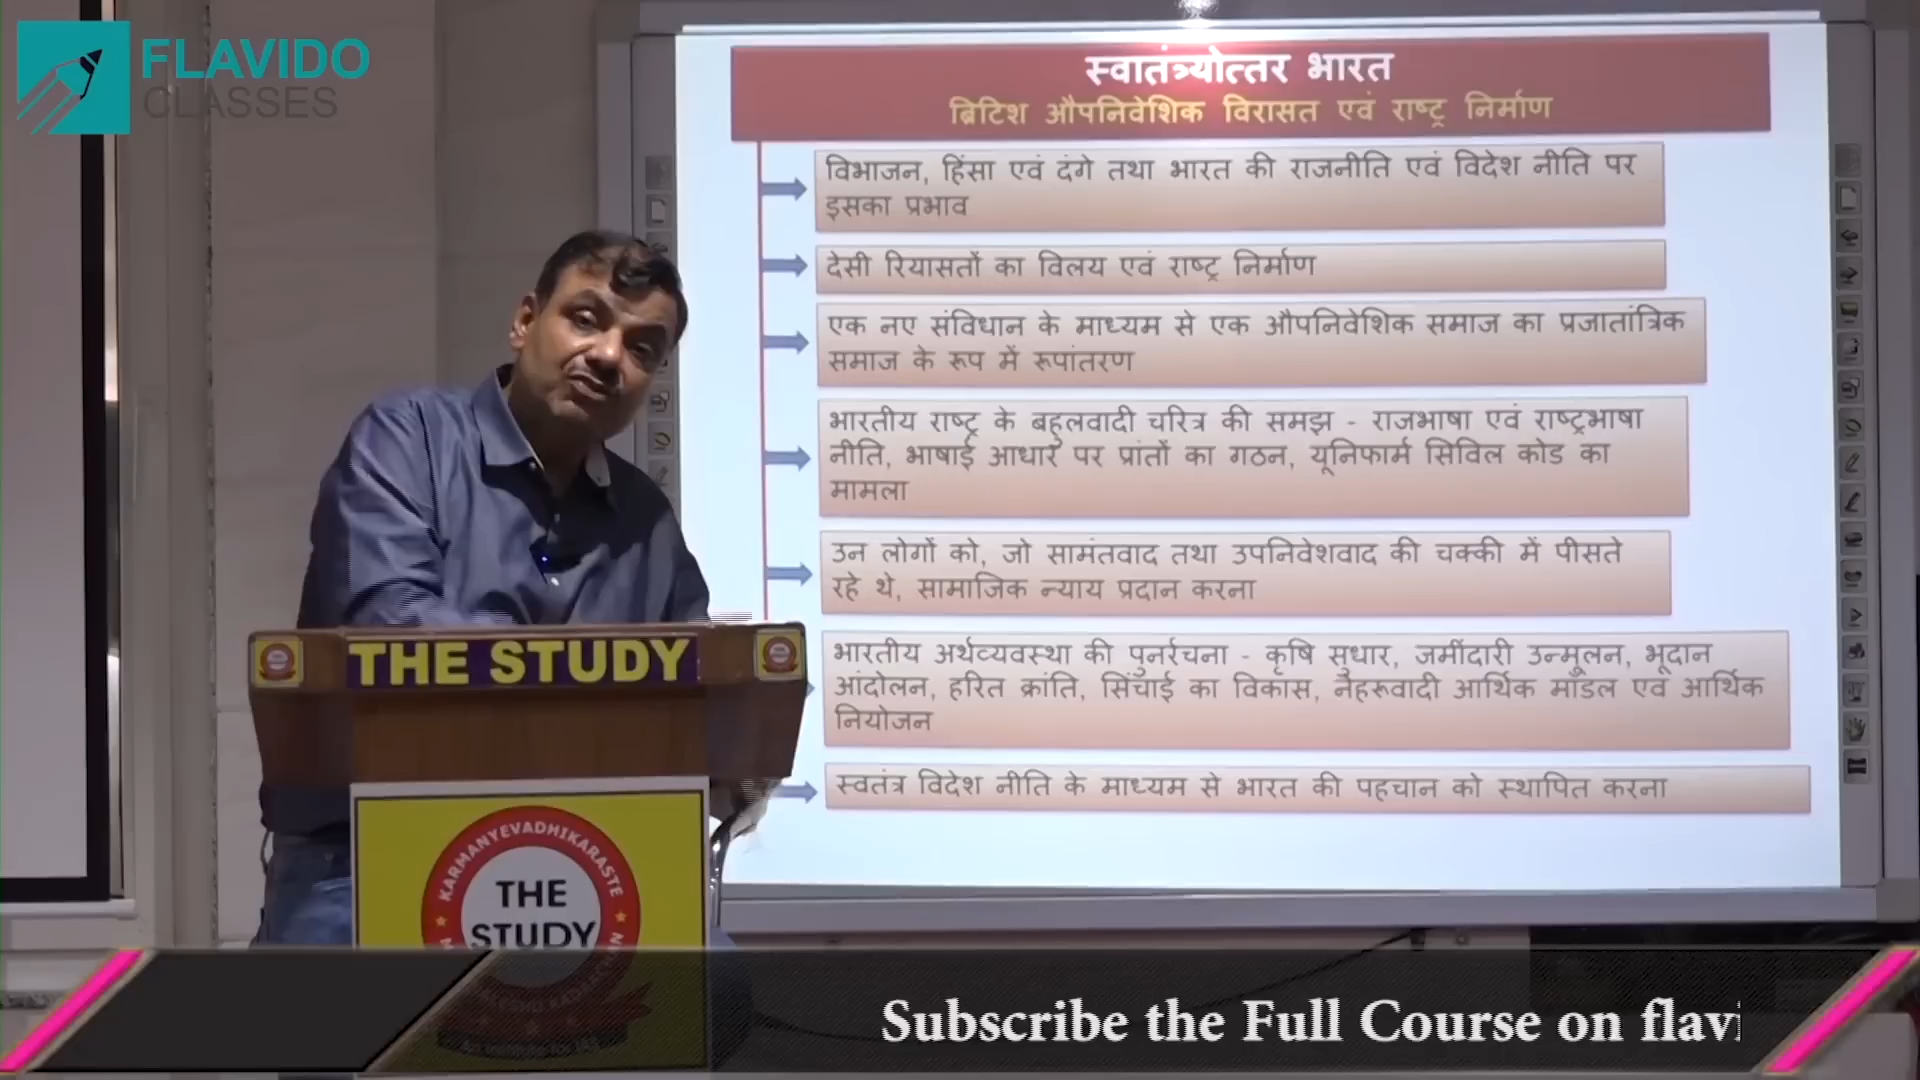 FLAVIDO
CLASSES
स्वातंत्र्योत्तर भारत
ब्रिटिश औपनिवेशिक विरासत एवं राष्ट्र निर्माण
विभाजन, हिंसा एवं दंगे तथा भारत की राजनीति एवं विदेश नीति पर
इसका प्रभाव
देसी रियासतों का विलय एवं राष्ट्र निर्माण
एक नए संविधान के माध्यम से एक औपनिवेशिक समाज का प्रजातांत्रिक
समाज के रूप में रूपांतरण
भारतीय राष्ट्र के बहुलवादी चरित्र की समझ - राजभाषा एवं राष्ट्रभाषा
नीति, भाषाई आधार पर प्रांतों का गठन, यूनिफार्म सिविल कोड का
मामला
उन लोगों को, जो सामंतवाद तथा उपनिवेशवाद की चक्की में पीसते
रहे थे, सामाजिक न्याय प्रदान करना
भारतीय अर्थव्यवस्था की पुनर्रचना - कृषि सुधार, जमींदारी उन्मूलन, भूदान
आंदोलन, हरित क्रांति, सिंचाई का विकास, नेहरूवादी आर्थिक मॉडल एवं आर्थिक
नियोजन
स्वतंत्र विदेश नीति के माध्यम से भारत की पहचान को स्थापित करना
THE STUDY
KARMANYEVADHIKARASTE
THE
STUDY
Subscribe the Full Course on flavi